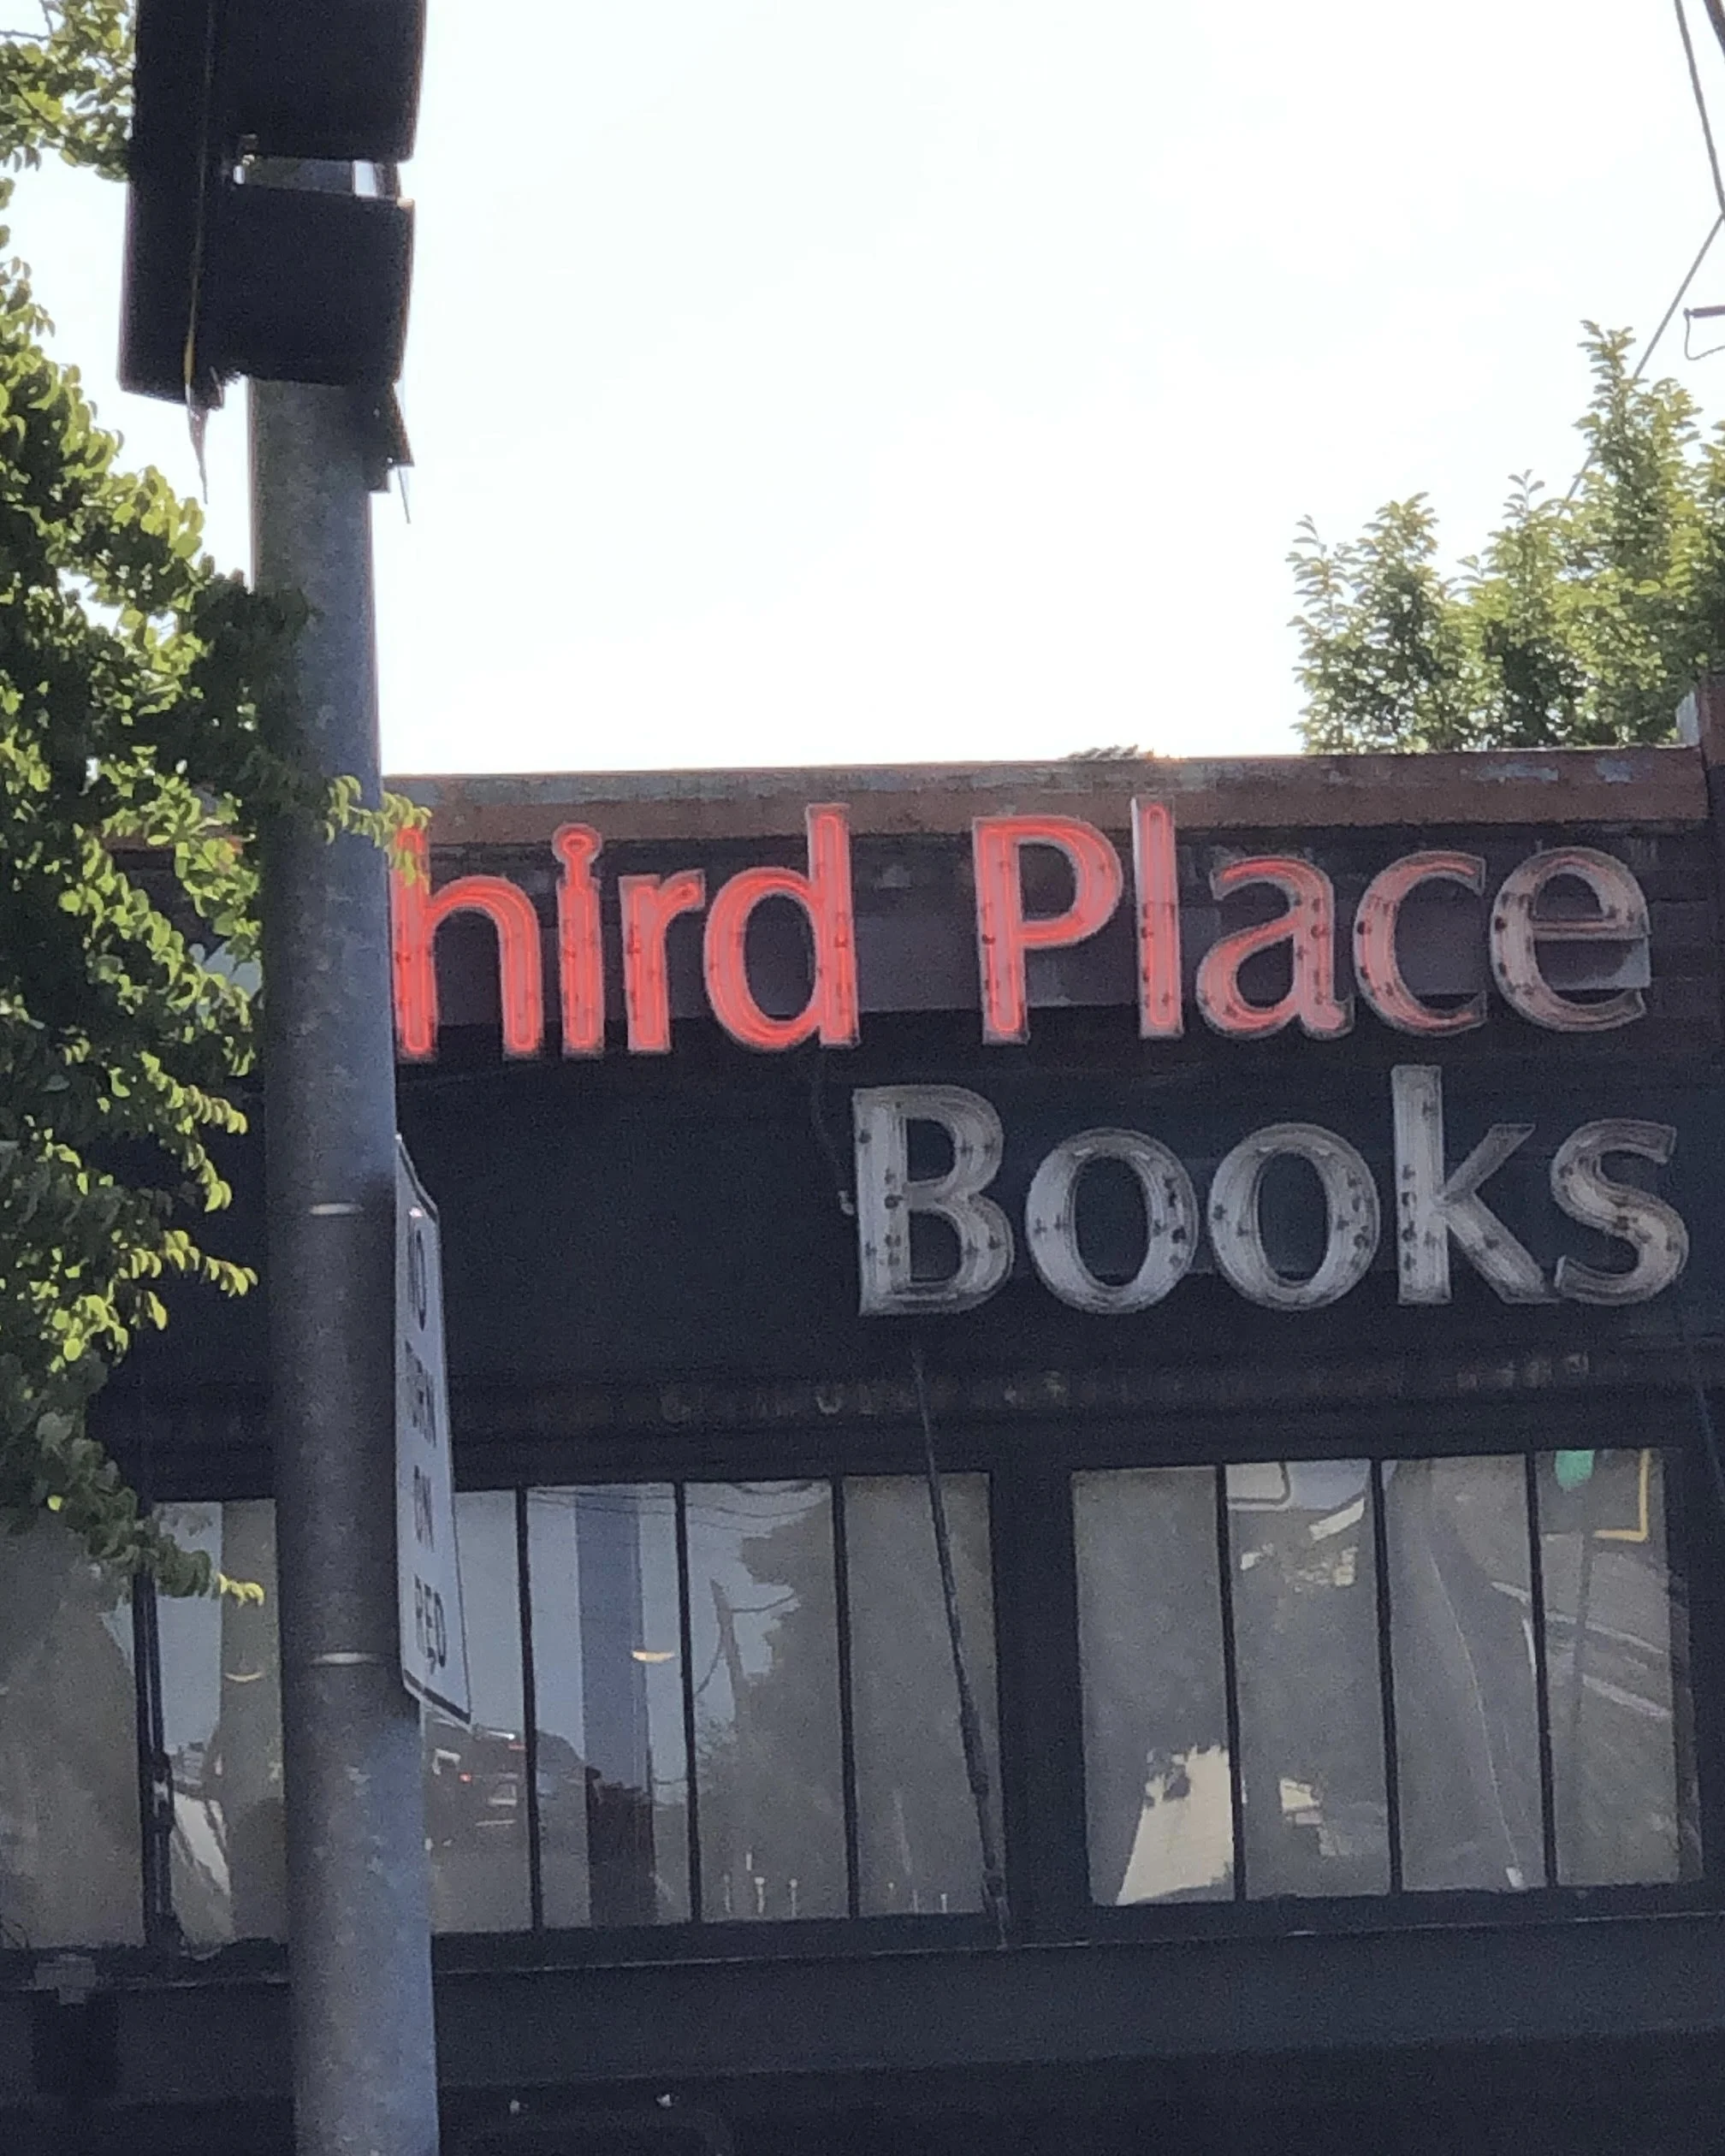 hird Place
Books
NO
TURN
ON
RED